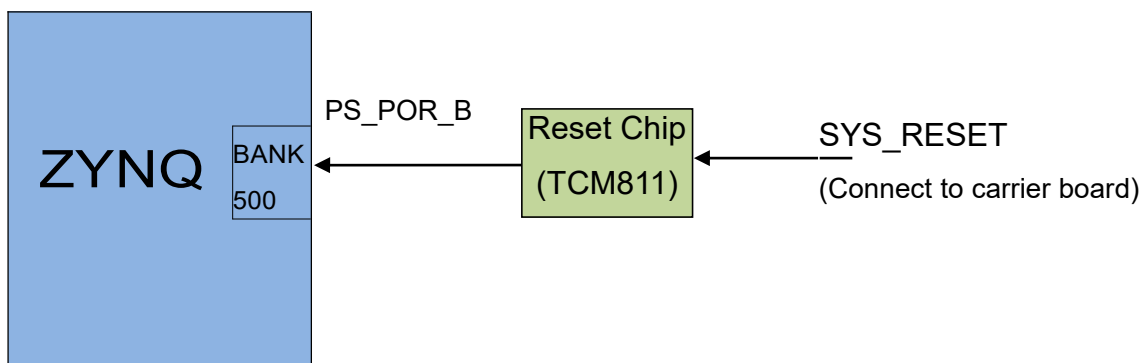 ZYNQ
BANK
500
PS_POR_B
Reset Chip
(TCM811)
SYS_RESET
(Connect to carrier board)